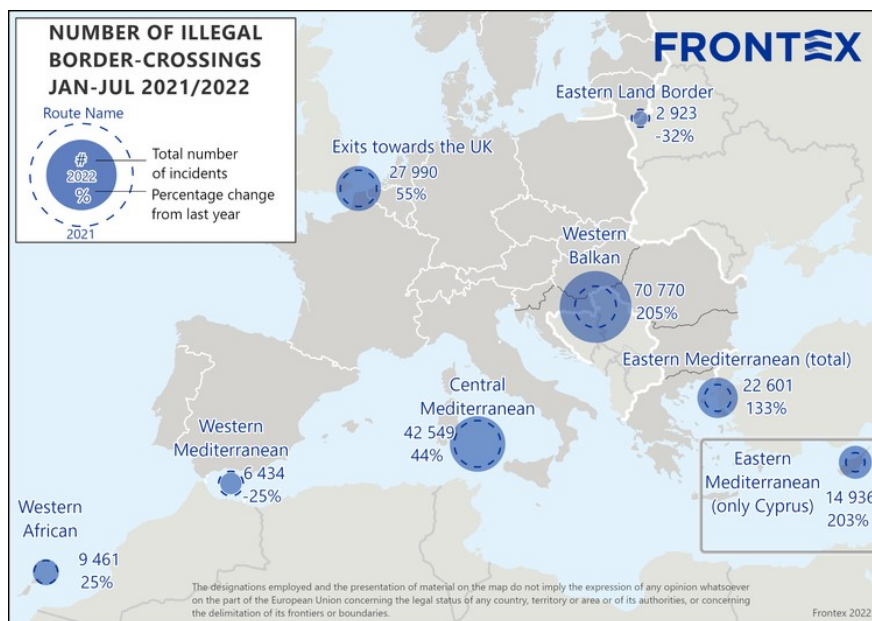 NUMBER OF ILLEGAL
BORDER-CROSSINGS
JAN-JUL 2021/2022
Route Name
#
2022
%
2021
Total number
of incidents
Percentage change
from last year
FRONTEX
Eastern Land Border
2 923
-32%
Exits towards the UK
27 990
55%
Western
Balkan
70 770
205%
Eastern Mediterranean (total)
22 601
133%
Central
Mediterranean
42 549
44%
Western
Mediterranean
6 434
-25%
Eastern
Mediterranean
(only Cyprus)
14 936
203%
Western
African
9 461
25%
The designations employed and the presentation of material on the map do not imply the expression of any opinion whatsoever
on the part of the European Union concerning the legal status of any country, territory or area or of its authorities, or concerning
the delimitation of its frontiers or boundaries.
Frontex 2022